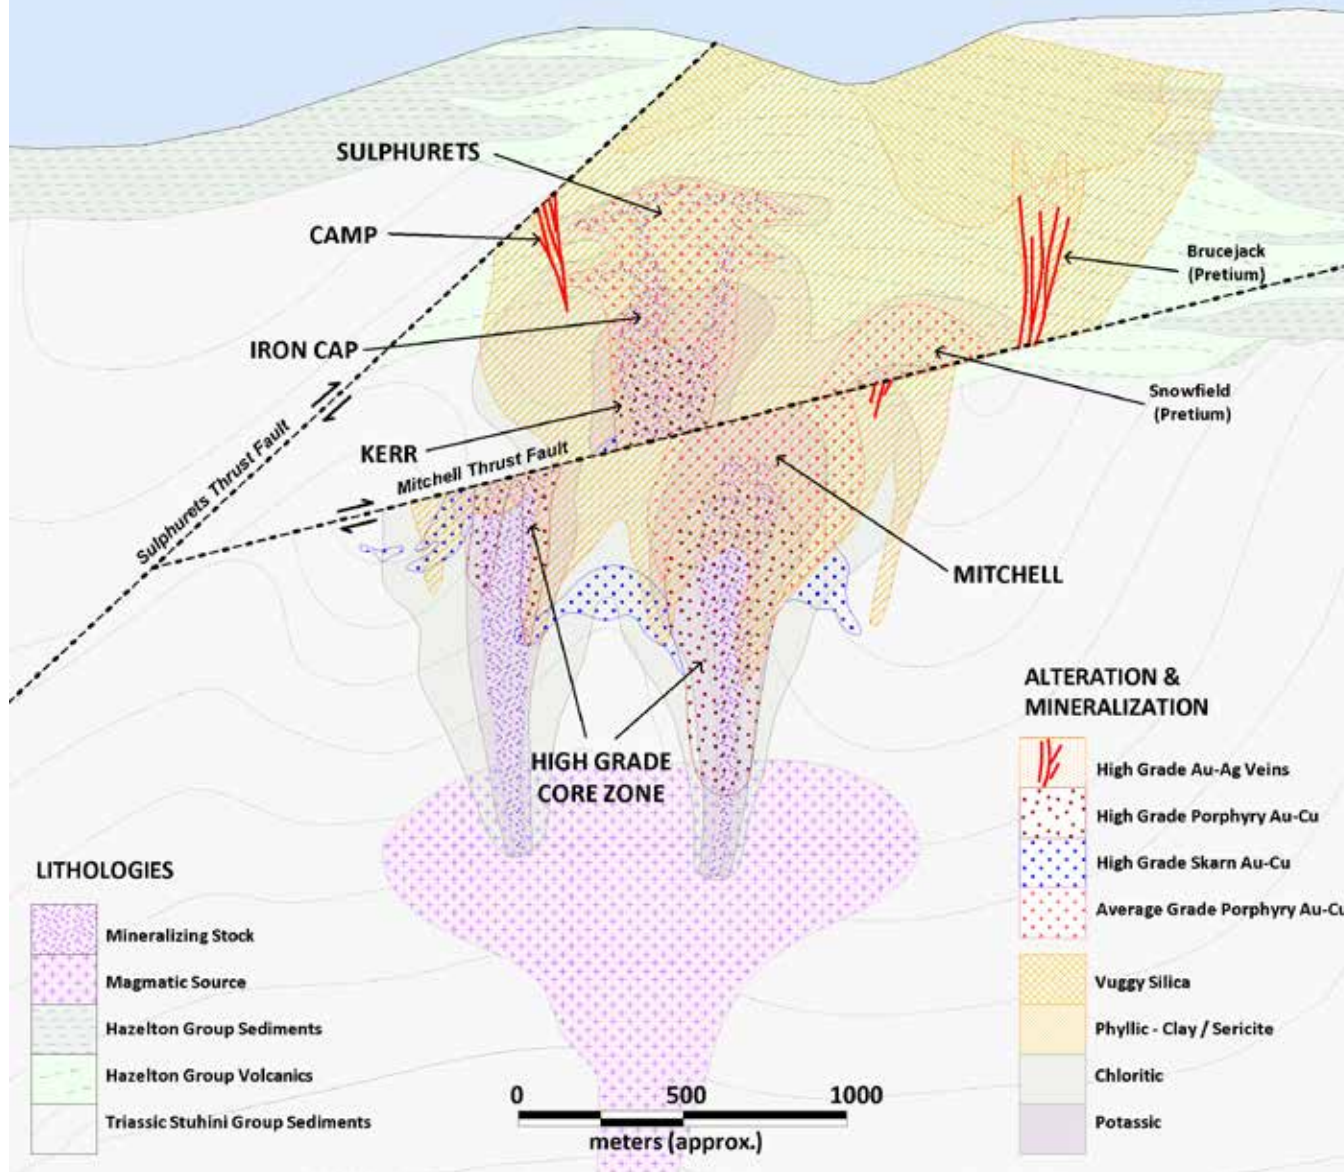 SULPHURETS
CAMP
Brucejack
(Pretium)
IRON CAP
Snowfield
(Pretium)
KERR
Sulphurets Thrust Fault
Mitchell Thrust Fault
MITCHELL
HIGH GRADE
CORE ZONE
LITHOLOGIES
Mineralizing Stock
Magmatic Source
Hazelton Group Sediments
Hazelton Group Volcanics
Triassic Stuhini Group Sediments
0 500 1000
meters (approx.)
ALTERATION &
MINERALIZATION
High Grade Au-Ag Veins
High Grade Porphyry Au-Cu
High Grade Skarn Au-Cu
Average Grade Porphyry Au-Cu
Vuggy Silica
Phyllic - Clay / Sericite
Chloritic
Potassic